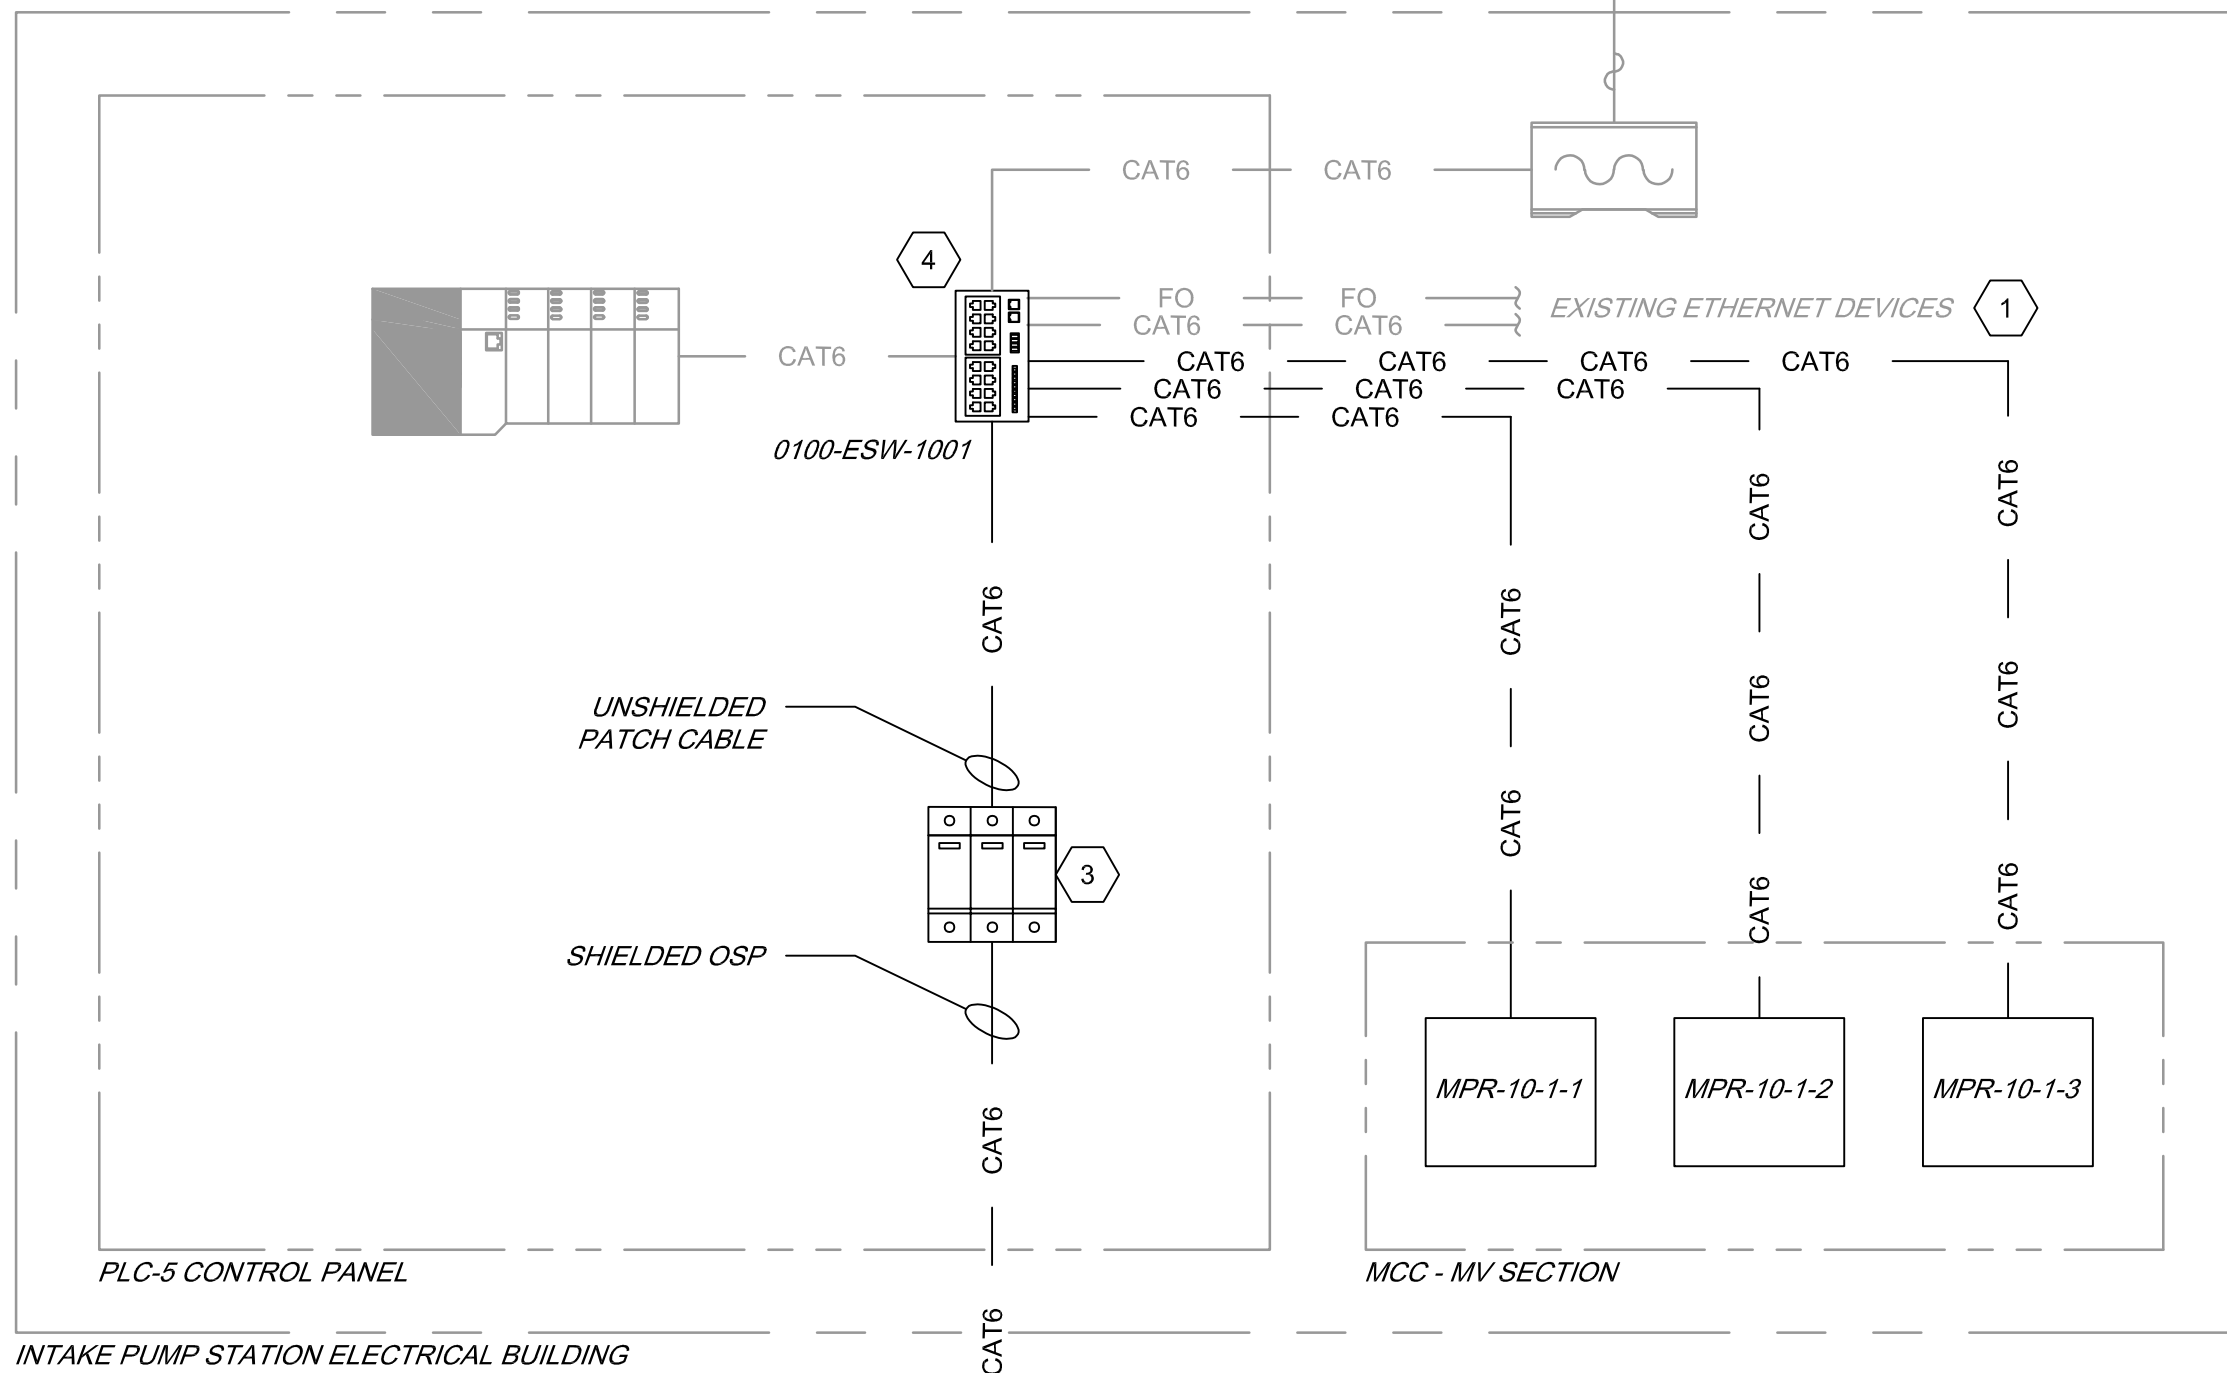 CAT6 CAT6
4
FO FO
EXISTING ETHERNET DEVICES
1
CAT6 CAT6
CAT6
CAT6 CAT6 CAT6 CAT6
CAT6 CAT6 CAT6
CAT6 CAT6
0100-ESW-1001
CAT6
CAT6
CAT6
CAT6
CAT6
CAT6
CAT6
CAT6
CAT6
CAT6
UNSHIELDED
PATCH CABLE
3
SHIELDED OSP
CAT6
MPR-10-1-1
MPR-10-1-2
MPR-10-1-3
PLC-5 CONTROL PANEL
MCC - MV SECTION
CAT6
INTAKE PUMP STATION ELECTRICAL BUILDING